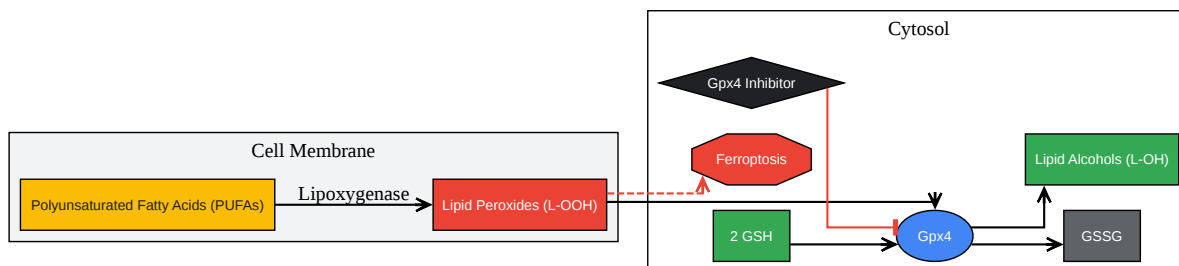 Cytosol
Gpx4 Inhibitor
Cell Membrane
Ferroptosis
Lipid Alcohols (L-OH)
Polyunsaturated Fatty Acids (PUFAs)
Lipoxygenase
Lipid Peroxides (L-OOH)
2 GSH
Gpx4
GSSG